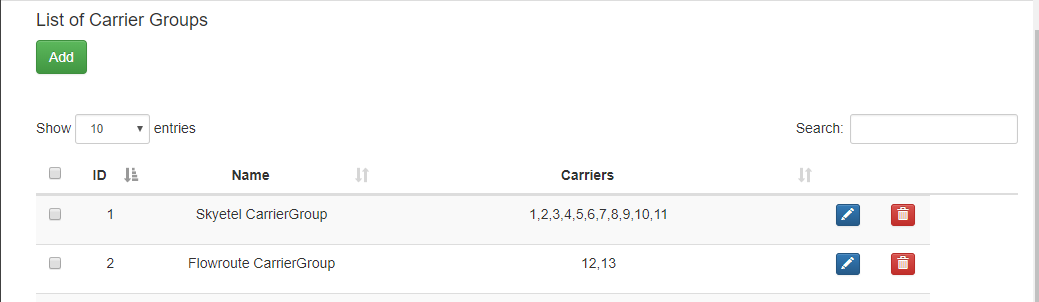 List of Carrier Groups
Add
Show 10 entries Search:
ID Name Carriers
1 Skyetel CarrierGroup 1,2,3,4,5,6,7,8,9,10,11
2 Flowroute CarrierGroup 12,13